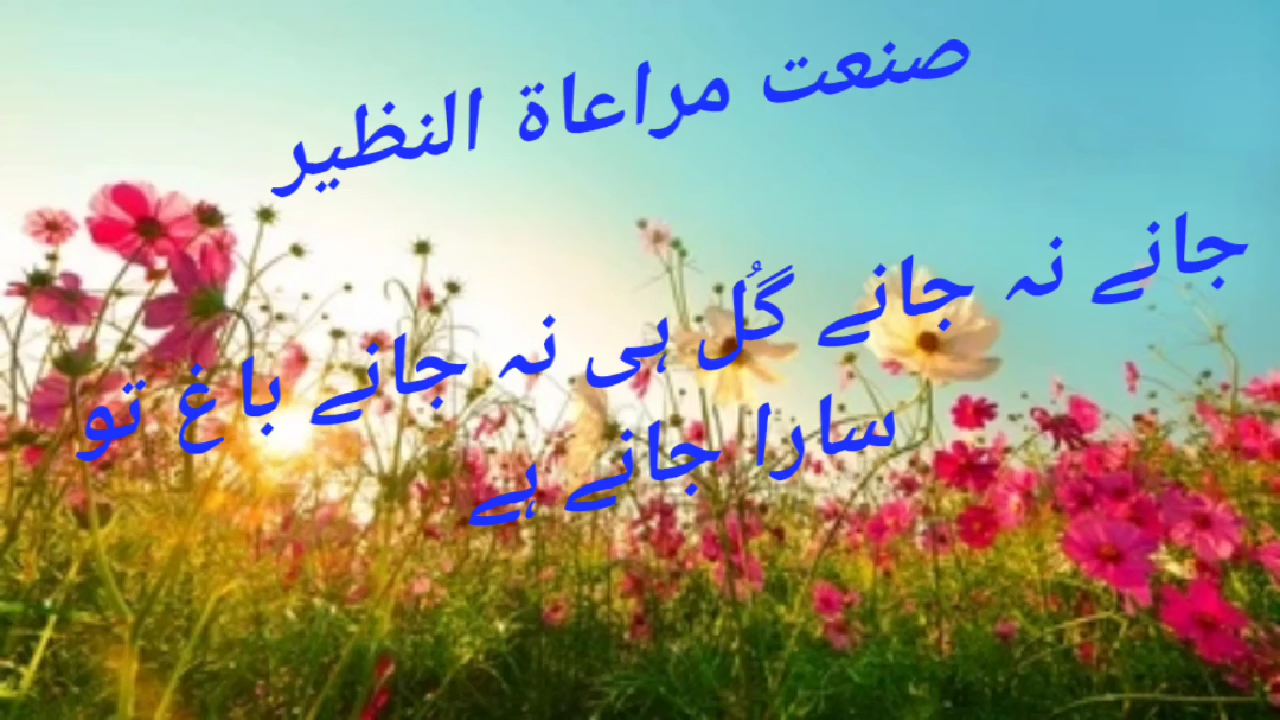 صنعت مراعاة النظیر
جانے نہ جانے گُل ہی نہ جانے باغ تو
سارا جانے ہے